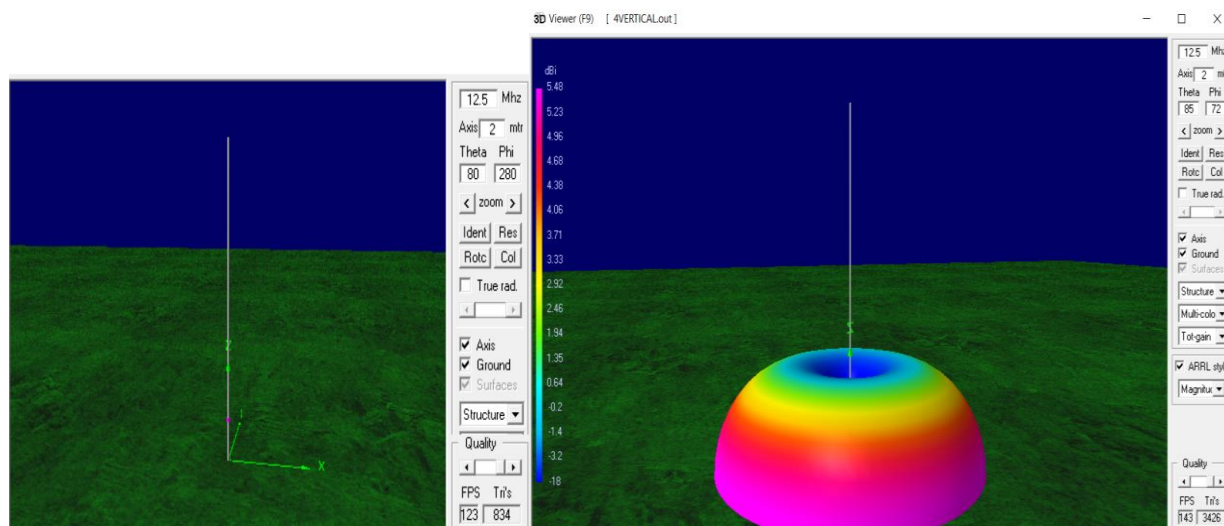 3D Viewer (F9) [ 4VERTICAL.out ]
12.5 Mhz
Axis 2 mtr
Theta Phi
80 280
< zoom >
Ident Res
Rotc Col
True rad.
Axis
Ground
Surfaces
Structure
Quality
FPS Tri's
123 834
Z
X
dBi
5.48
5.23
4.96
4.68
4.38
4.06
3.71
3.33
2.92
2.46
1.94
1.35
0.64
-0.2
-1.4
-3.2
-18
12.5 Mhz
Axis 2
Theta Phi
85 72
< zoom >
Ident Res
Rotc Col
True rad.
Axis
Ground
Surfaces
Structure
Multi-colo
Tot-gain
ARRL styl
Magnituc
Quality
FPS Tri's
143 3426